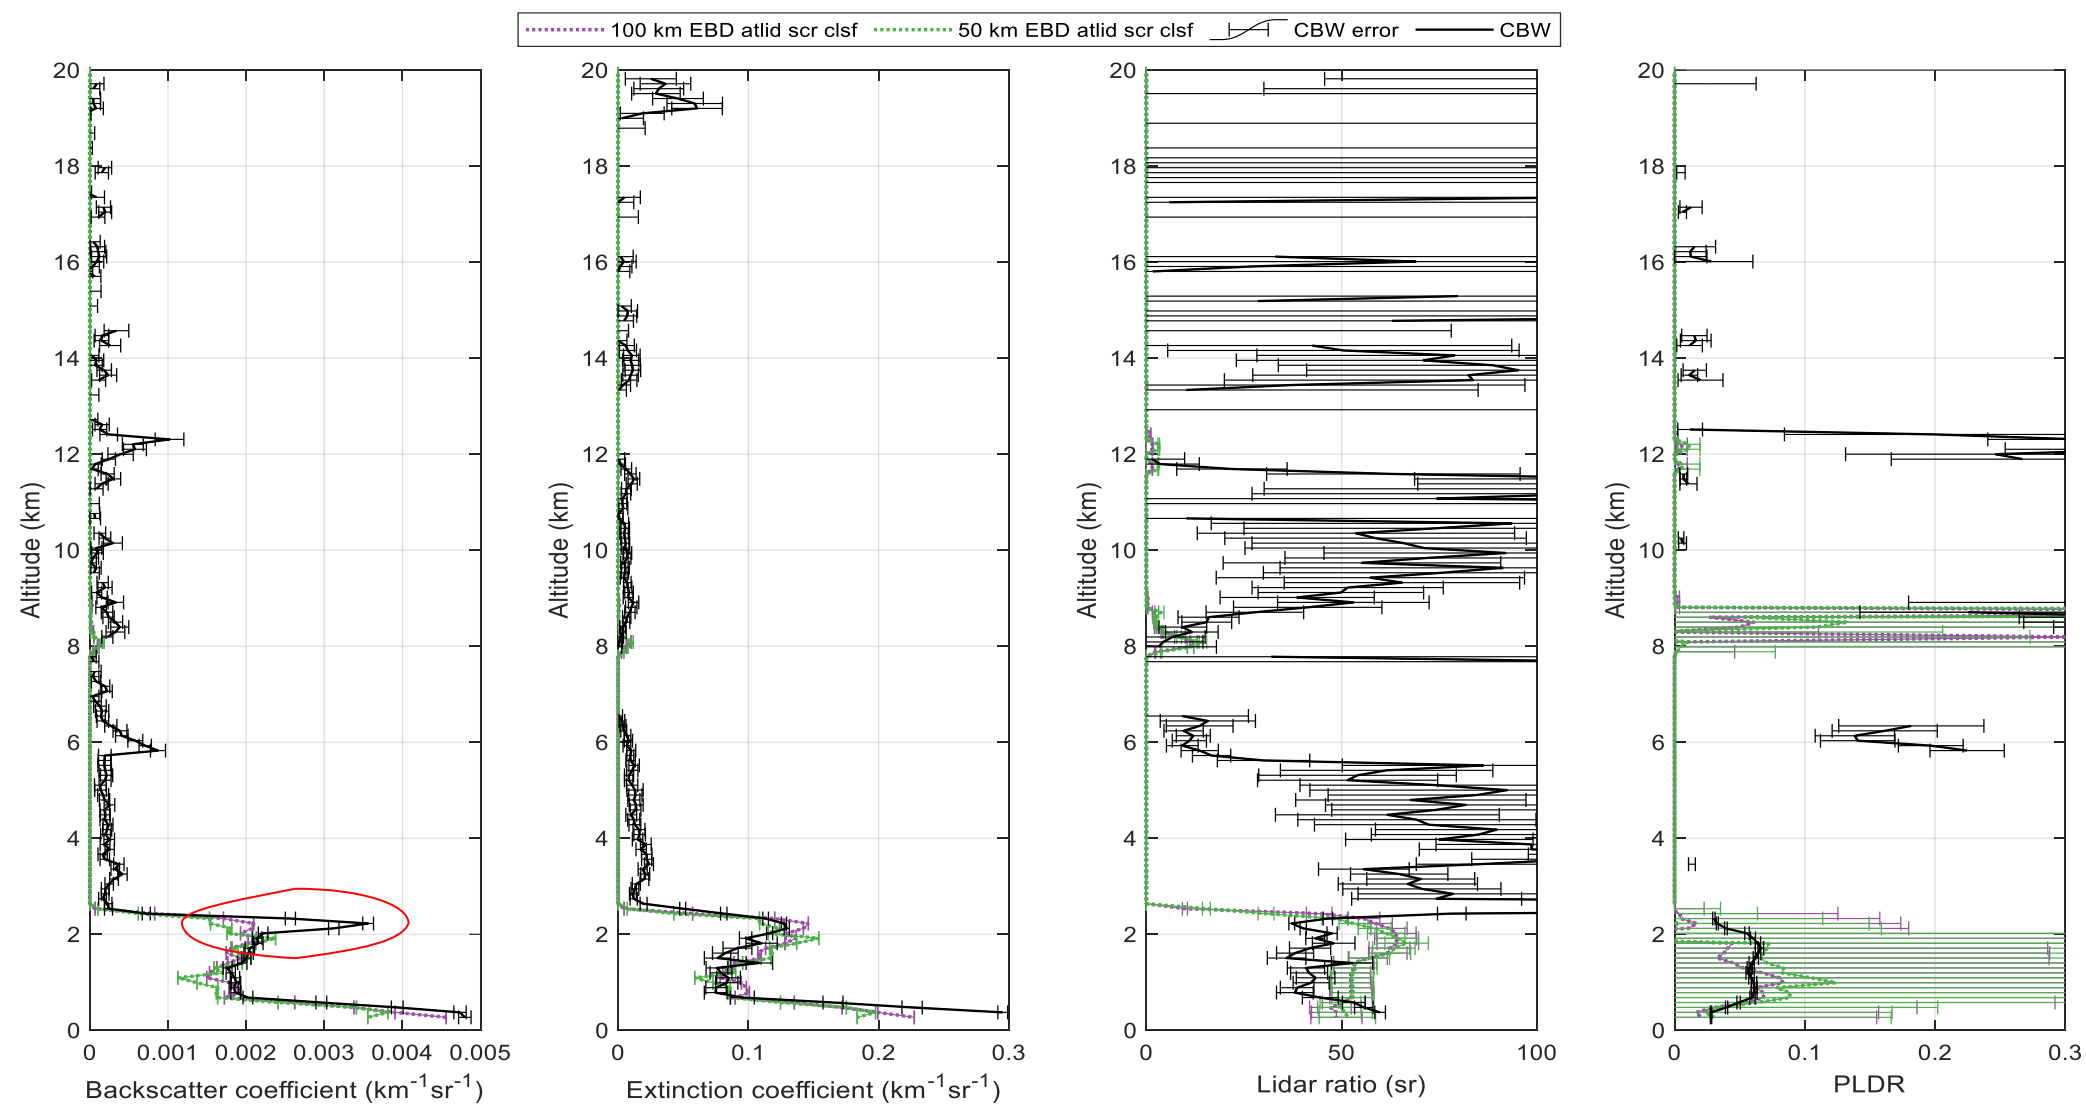 100 km EBD atlid scr clsf 50 km EBD atlid scr clsf CBW error CBW
20 20 20 20
18 18 18 18
16 16 16 16
14 14 14 14
12 12 12 12
10 10 10 10
8 8 8 8
6 6 6 6
4 4 4 4
2 2 2 2
0 0 0 0
Altitude (km) Altitude (km) Altitude (km) Altitude (km)
0 0.001 0.002 0.003 0.004 0.005 0 0.1 0.2 0.3 0 50 100 0 0.1 0.2 0.3
Backscatter coefficient (km⁻¹sr⁻¹) Extinction coefficient (km⁻¹sr⁻¹) Lidar ratio (sr) PLDR